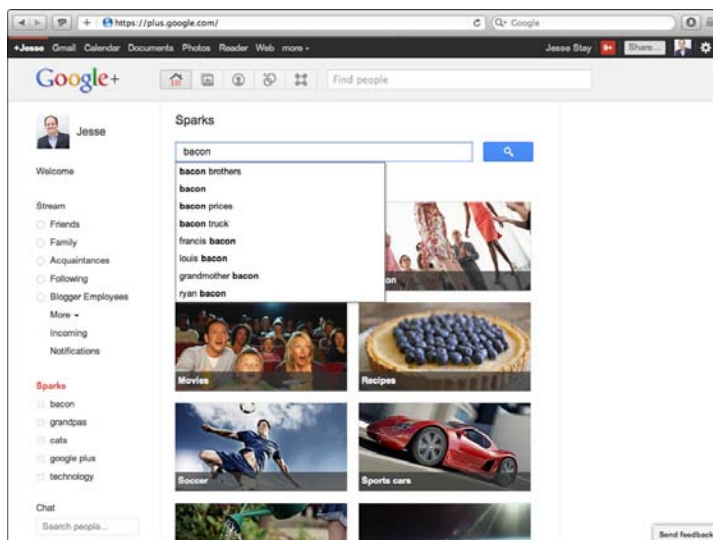 https://plus.google.com/
Google
+Jesse Gmail Calendar Documents Photos Reader Web more
Jesse Stay
Share...
Google+
Find people
Jesse
Sparks
bacon
Welcome
bacon brothers
bacon
bacon prices
bacon truck
francis bacon
louis bacon
grandmother bacon
ryan bacon
Stream
Friends
Family
Acquaintances
Following
Blogger Employees
More
Incoming
Notifications
Movies
Recipes
Sparks
bacon
grandpas
cats
google plus
technology
Soccer
Sports cars
Chat
Search people...
Send feedback